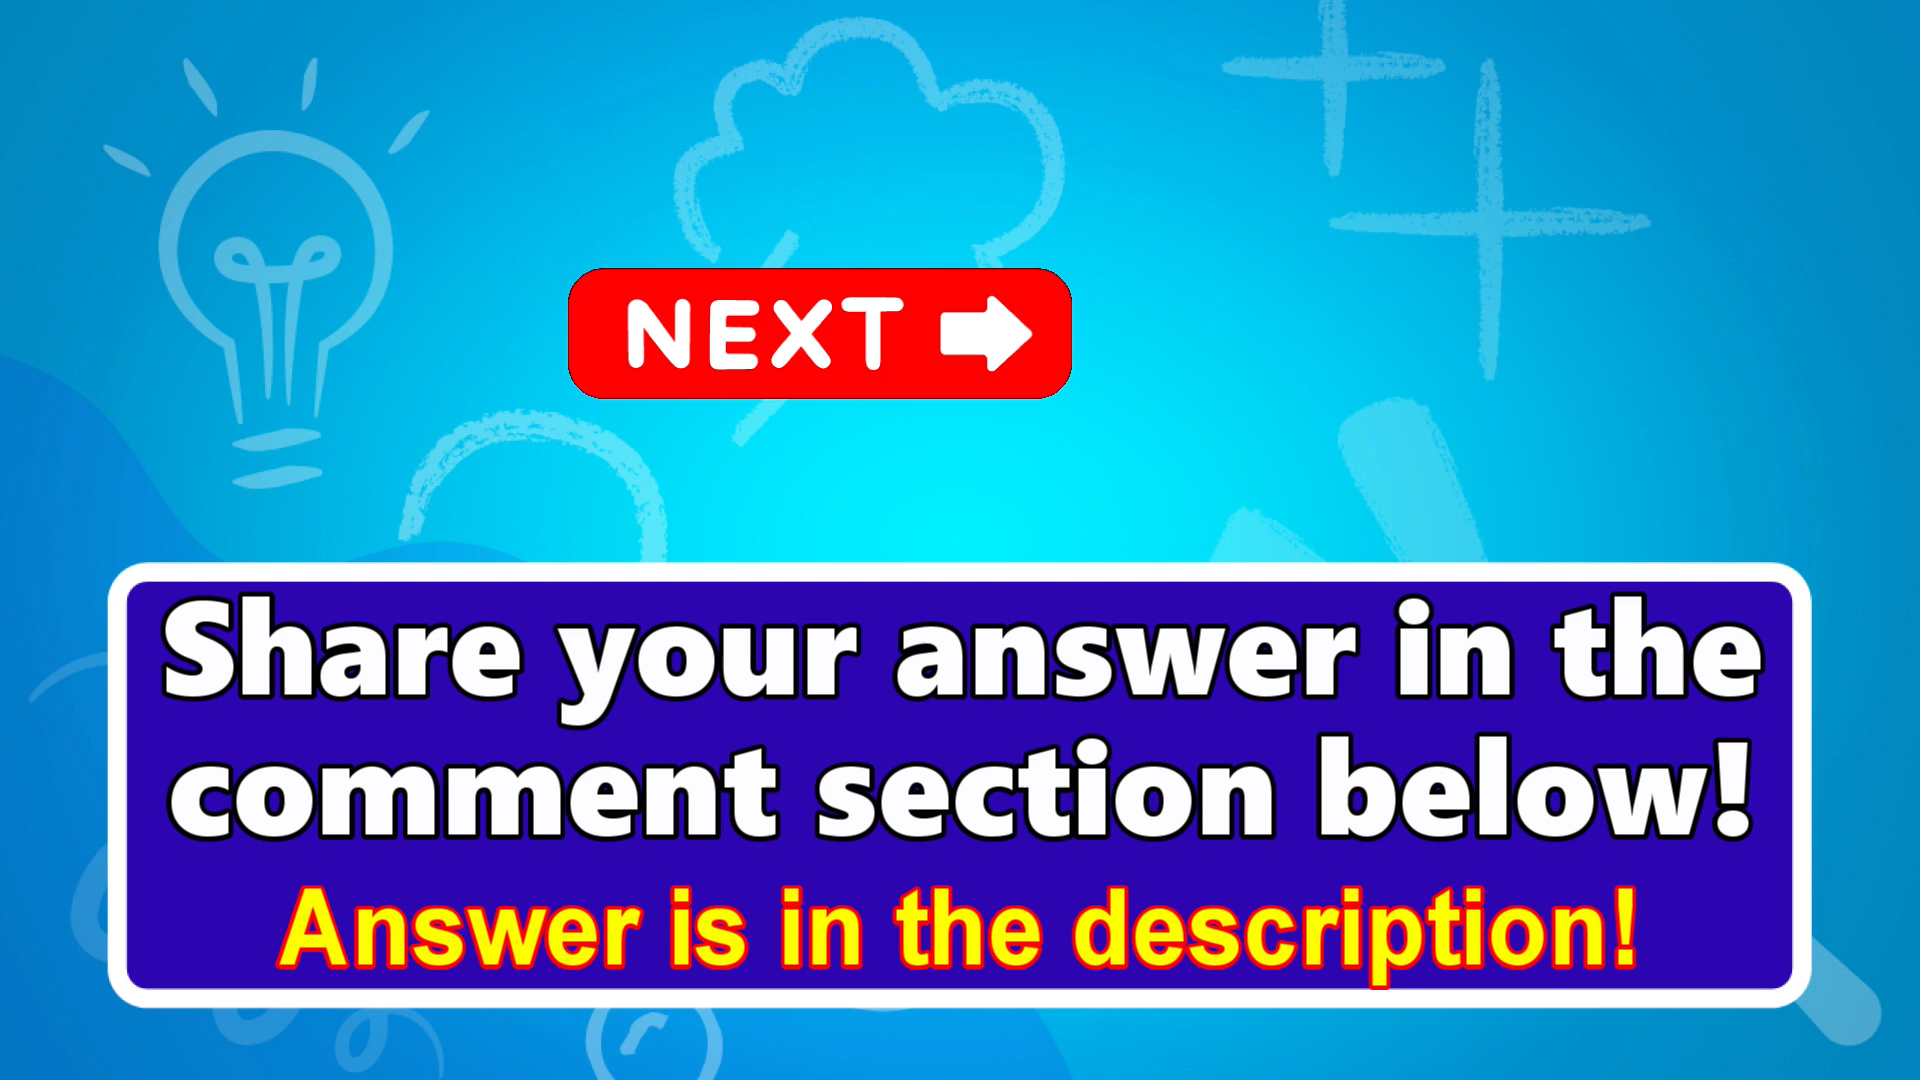 NEXT
Share your answer in the
comment section below!
Answer is in the description!